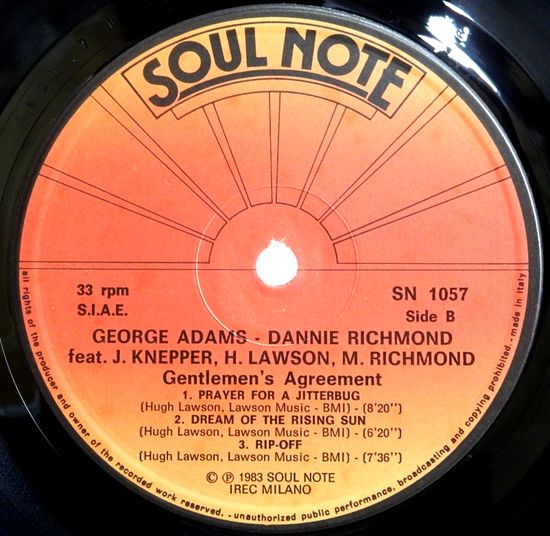 SOUL NOTE
33 rpm
S.I.A.E.
SN 1057
Side B
GEORGE ADAMS - DANNIE RICHMOND
feat. J. KNEPPER, H. LAWSON, M. RICHMOND
Gentlemen's Agreement
1. PRAYER FOR A JITTERBUG
(Hugh Lawson, Lawson Music - BMI) - (8'20'')
2. DREAM OF THE RISING SUN
(Hugh Lawson, Lawson Music - BMI) - (6'20'')
3. RIP-OFF
(Hugh Lawson, Lawson Music - BMI) - (7'36'')
© ℗ 1983 SOUL NOTE
IREC MILANO
all rights of the producer and owner of the recorded work reserved. - unauthorized public performance, broadcasting and copying prohibited. - made in italy